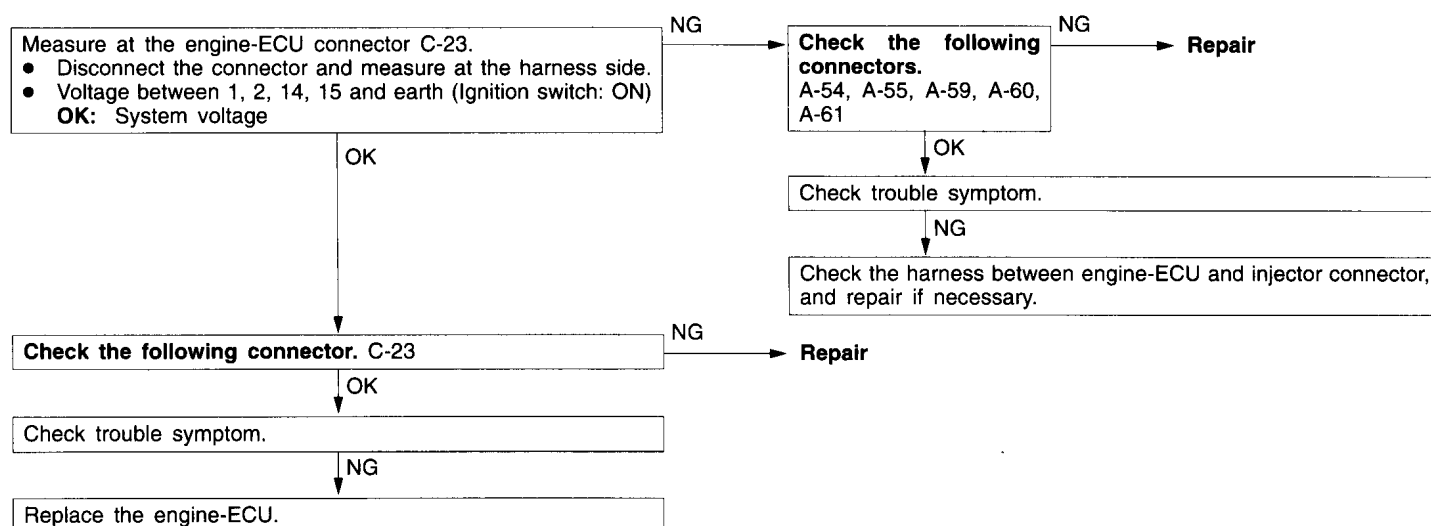 Measure at the engine-ECU connector C-23.
● Disconnect the connector and measure at the harness side.
● Voltage between 1, 2, 14, 15 and earth (Ignition switch: ON)
OK: System voltage
NG
Check the following
connectors.
A-54, A-55, A-59, A-60,
A-61
NG
Repair
OK
Check trouble symptom.
NG
Check the harness between engine-ECU and injector connector,
and repair if necessary.
OK
Check the following connector. C-23
NG
Repair
OK
Check trouble symptom.
NG
Replace the engine-ECU.